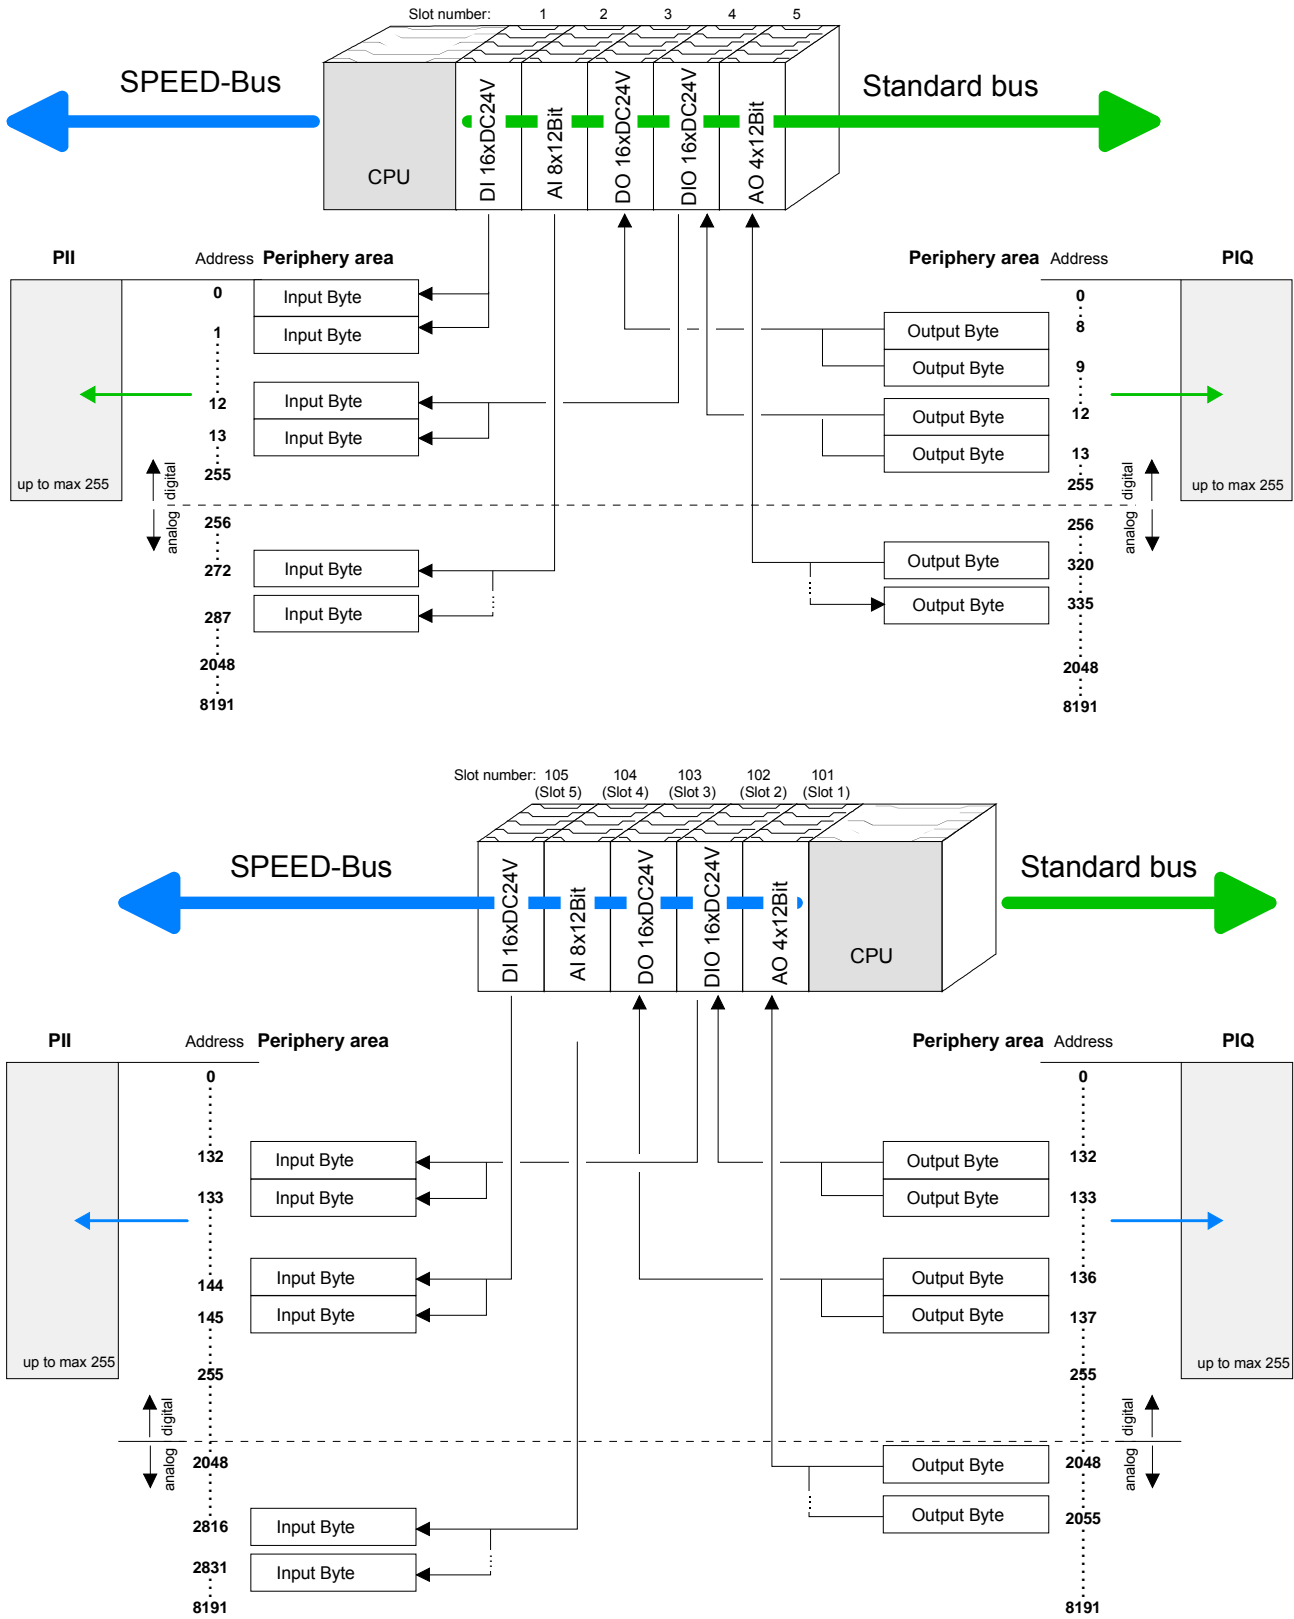 Slot number: 1 2 3 4 5
SPEED-Bus
Standard bus
CPU
DI 16xDC24V
AI 8x12Bit
DO 16xDC24V
DIO 16xDC24V
AO 4x12Bit
PII Address Periphery area
Periphery area Address PIQ
0 Input Byte
1 Input Byte
12 Input Byte
13 Input Byte
255
up to max 255
digital
analog
256
272 Input Byte
287 Input Byte
2048
8191
0
Output Byte 8
Output Byte 9
Output Byte 12
Output Byte 13
255
up to max 255
digital
analog
256
Output Byte 320
Output Byte 335
2048
8191
Slot number: 105 104 103 102 101
(Slot 5) (Slot 4) (Slot 3) (Slot 2) (Slot 1)
SPEED-Bus
Standard bus
DI 16xDC24V
AI 8x12Bit
DO 16xDC24V
DIO 16xDC24V
AO 4x12Bit
CPU
PII Address Periphery area
Periphery area Address PIQ
0
132 Input Byte
133 Input Byte
144 Input Byte
145 Input Byte
up to max 255
255
digital
analog
2048
2816 Input Byte
2831 Input Byte
8191
0
Output Byte 132
Output Byte 133
Output Byte 136
Output Byte 137
up to max 255
255
digital
analog
Output Byte 2048
Output Byte 2055
8191